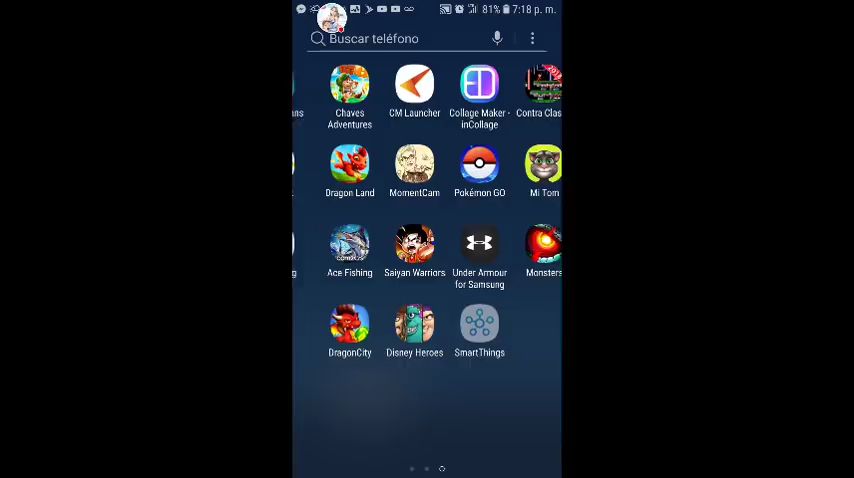 81% 7:18 p. m.
Buscar teléfono
ns
Chaves
Adventures
CM Launcher
Collage Maker -
inCollage
Contra Clas
Dragon Land
MomentCam
Pokémon GO
Mi Tom
g
Ace Fishing
Saiyan Warriors
Under Armour
for Samsung
Monsters
DragonCity
Disney Heroes
SmartThings